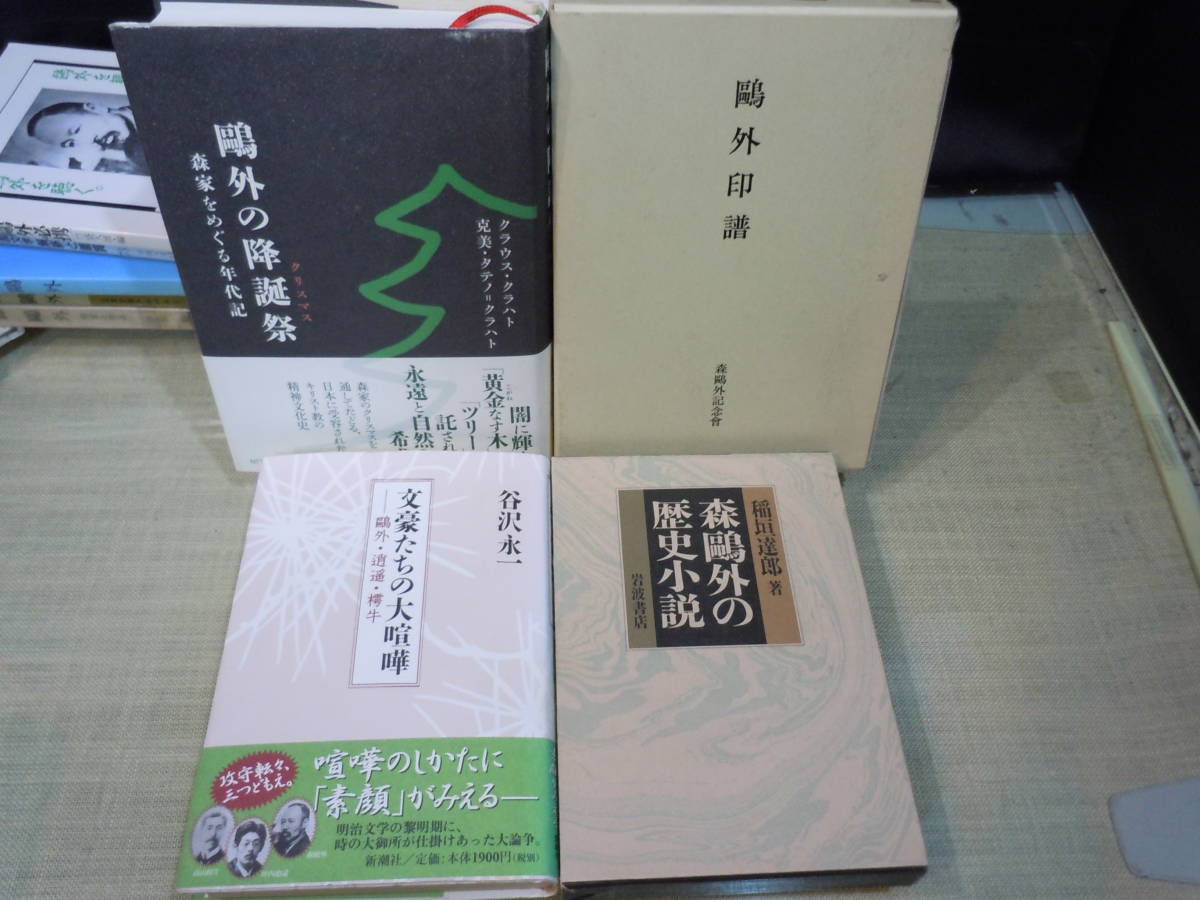 鷗外の降誕祭
クリスマス
森家をめぐる年代記
クラウス・クラハト
克美・タテノ=クラハト
闇に輝
「黄金なす木
こがね
「ツリー
託され
永遠と自然
希
森家のクリスマスを
通してたどる、
日本に受容された
キリスト教の
精神文化史
鷗外印譜
森鷗外記念會
谷沢永一
文豪たちの大喧嘩
―鷗外・逍遥・樗牛
攻守転々、
三つどもえ。
喧嘩のしかたに
「素顔」がみえる―
明治文学の黎明期に、
時の大御所が仕掛けあった大論争。
新潮社/定価:本体1900円(税別)
稲垣達郎 著
森鷗外の
歴史小説
岩波書店